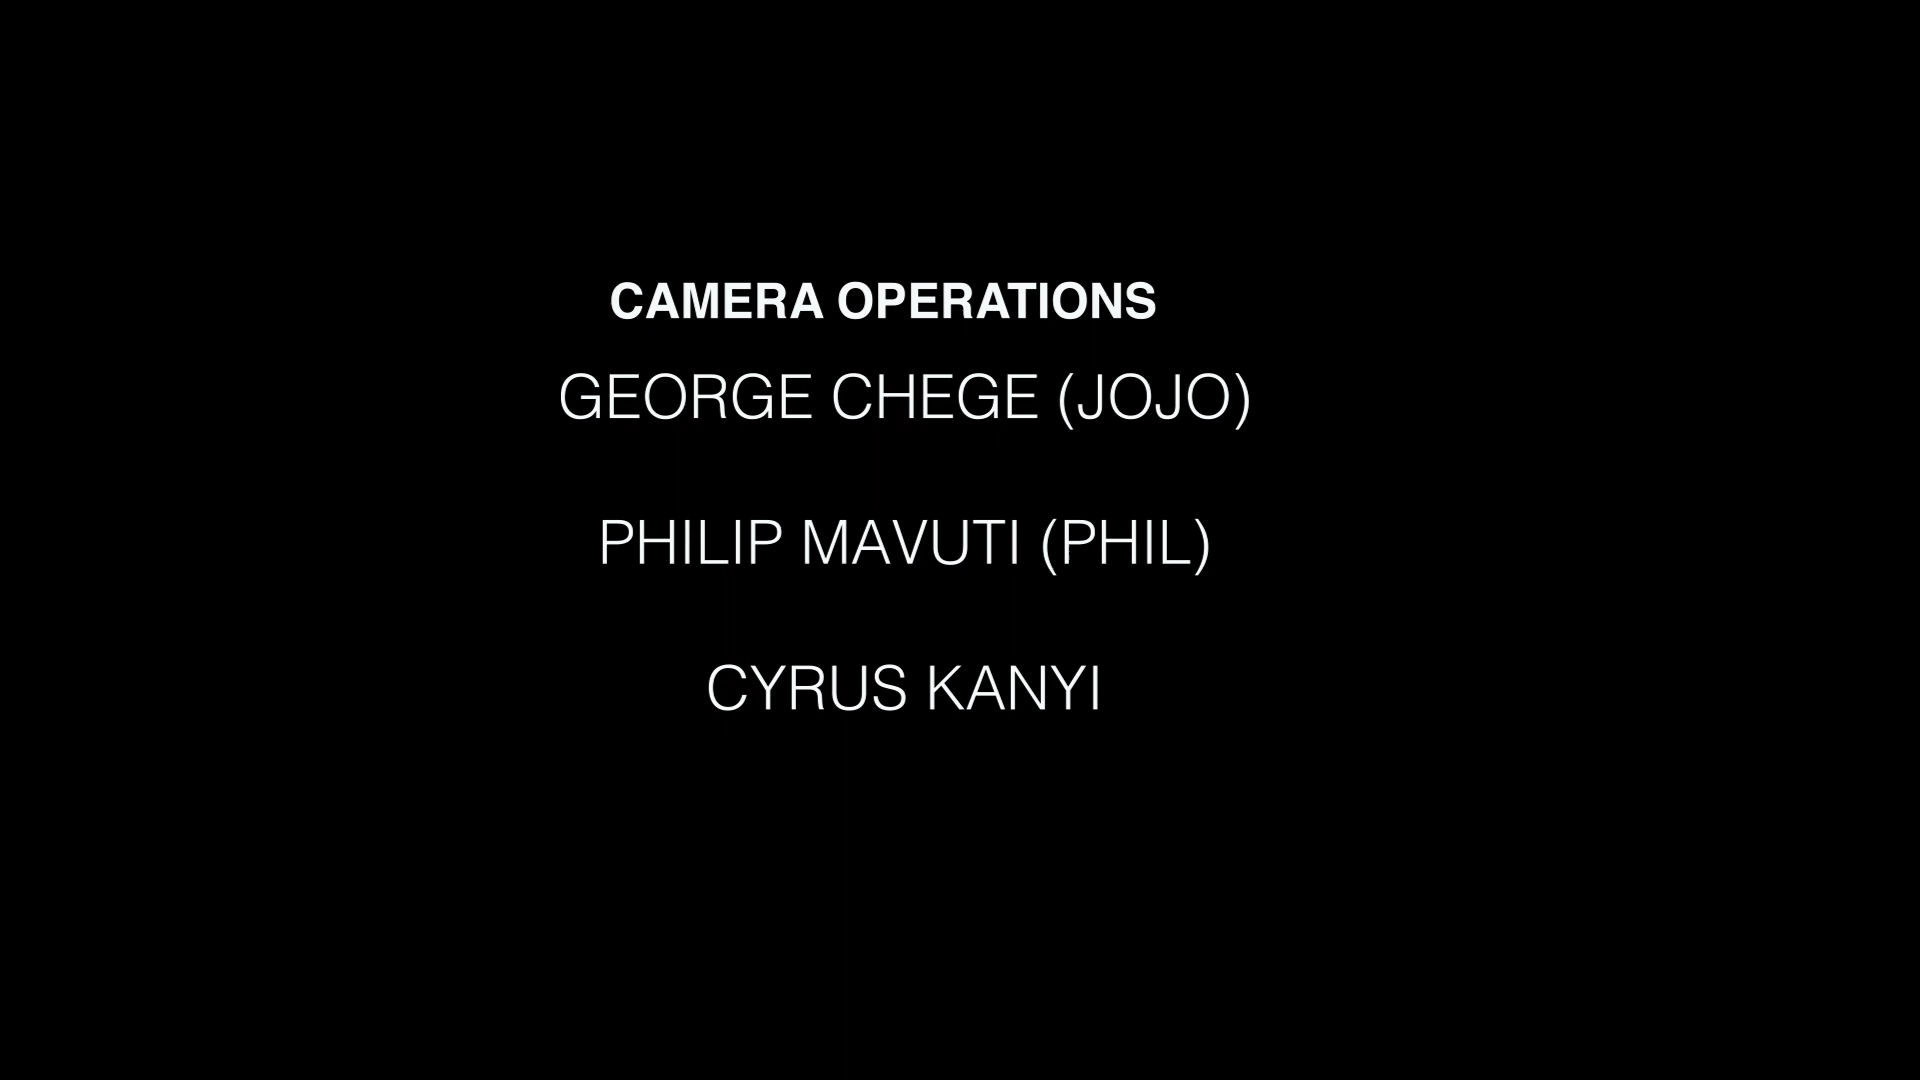 CAMERA OPERATIONS
GEORGE CHEGE (JOJO)
PHILIP MAVUTI (PHIL)
CYRUS KANYI